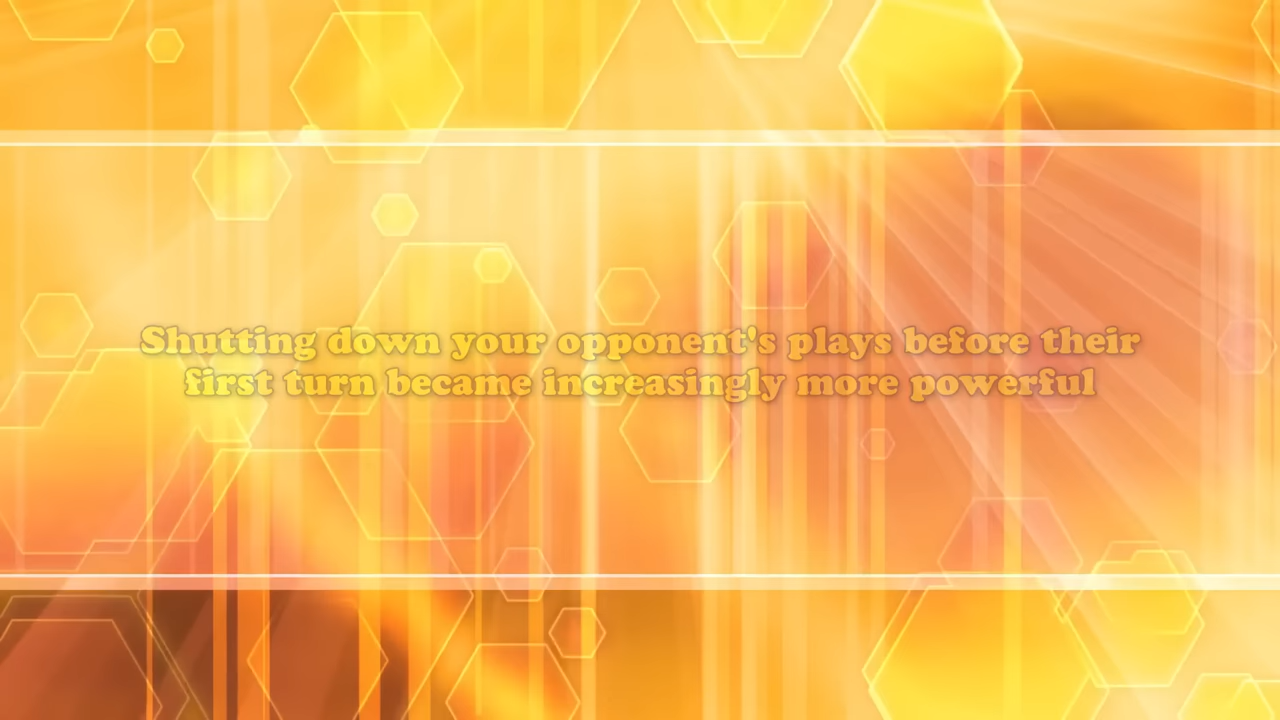 Shutting down your opponent's plays before their
first turn became increasingly more powerful